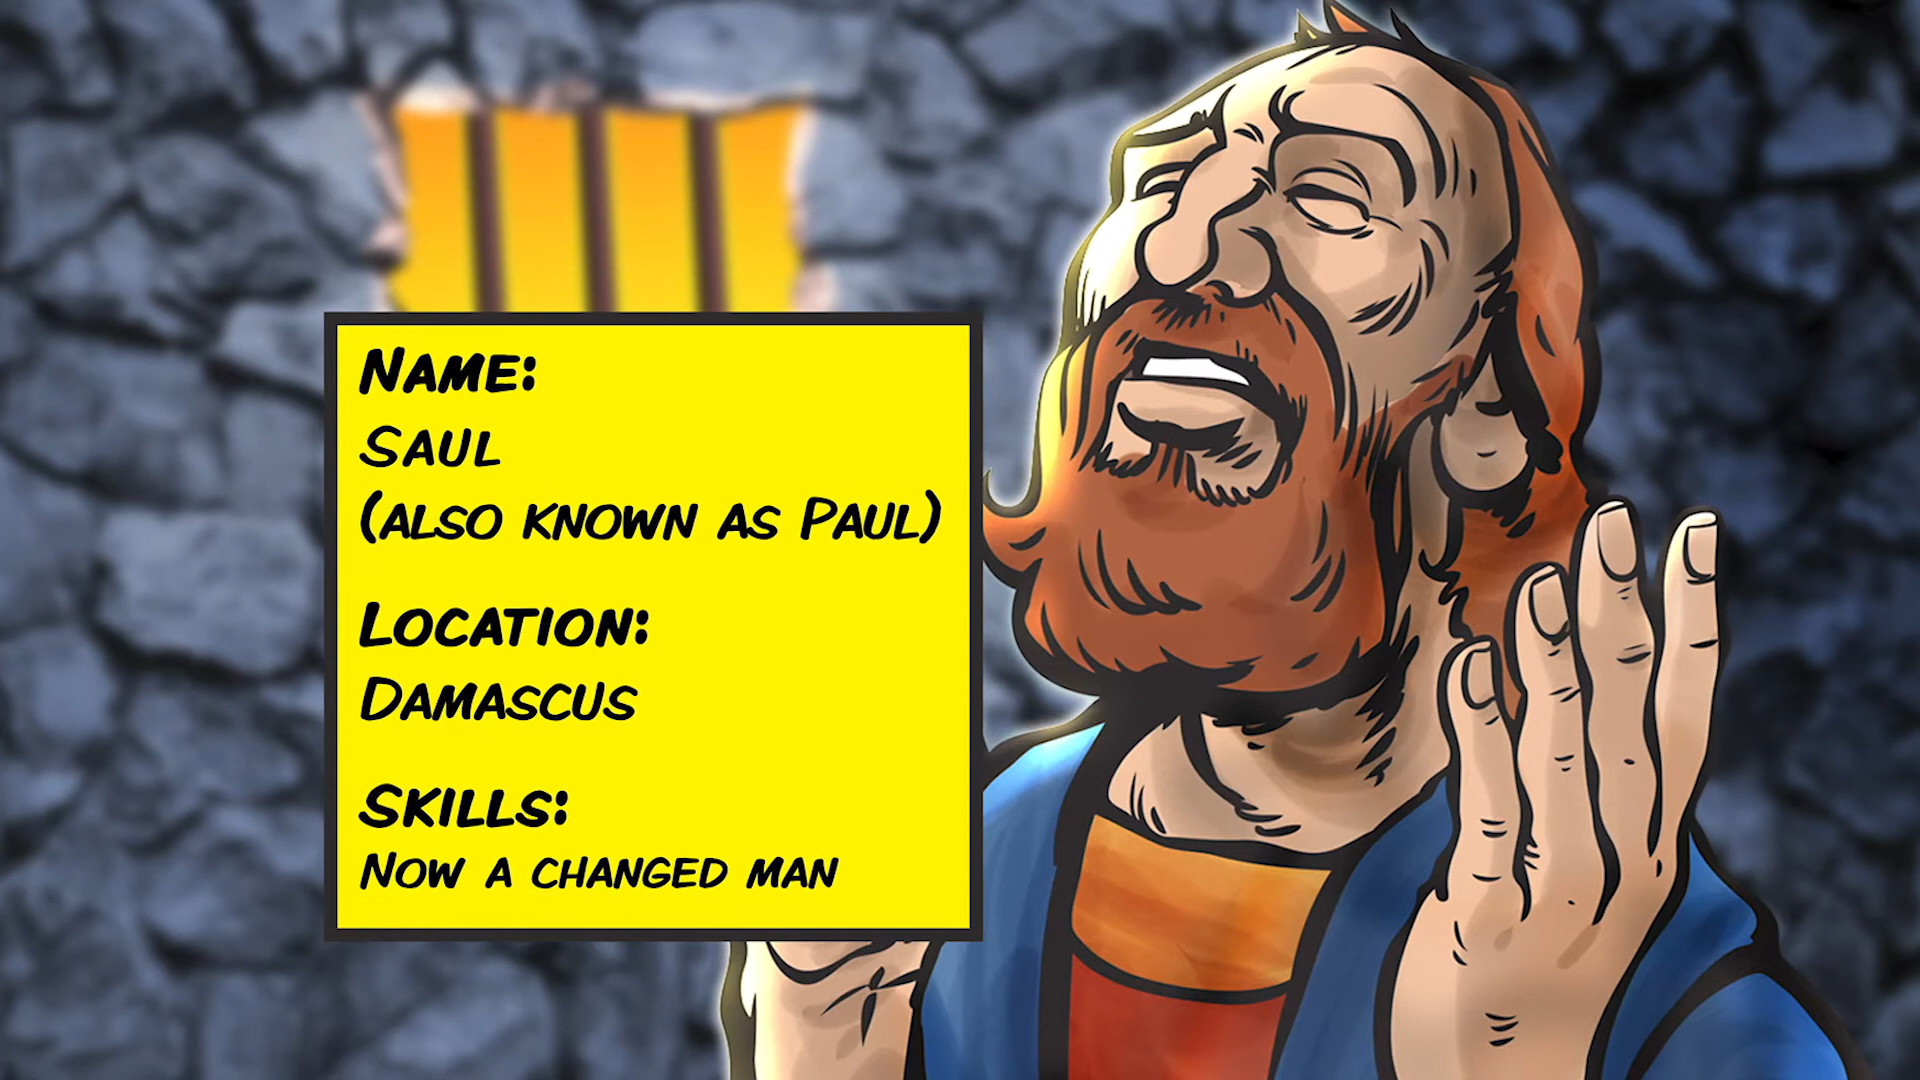 Name:
Saul
(also known as Paul)
Location:
Damascus
Skills:
Now a changed man